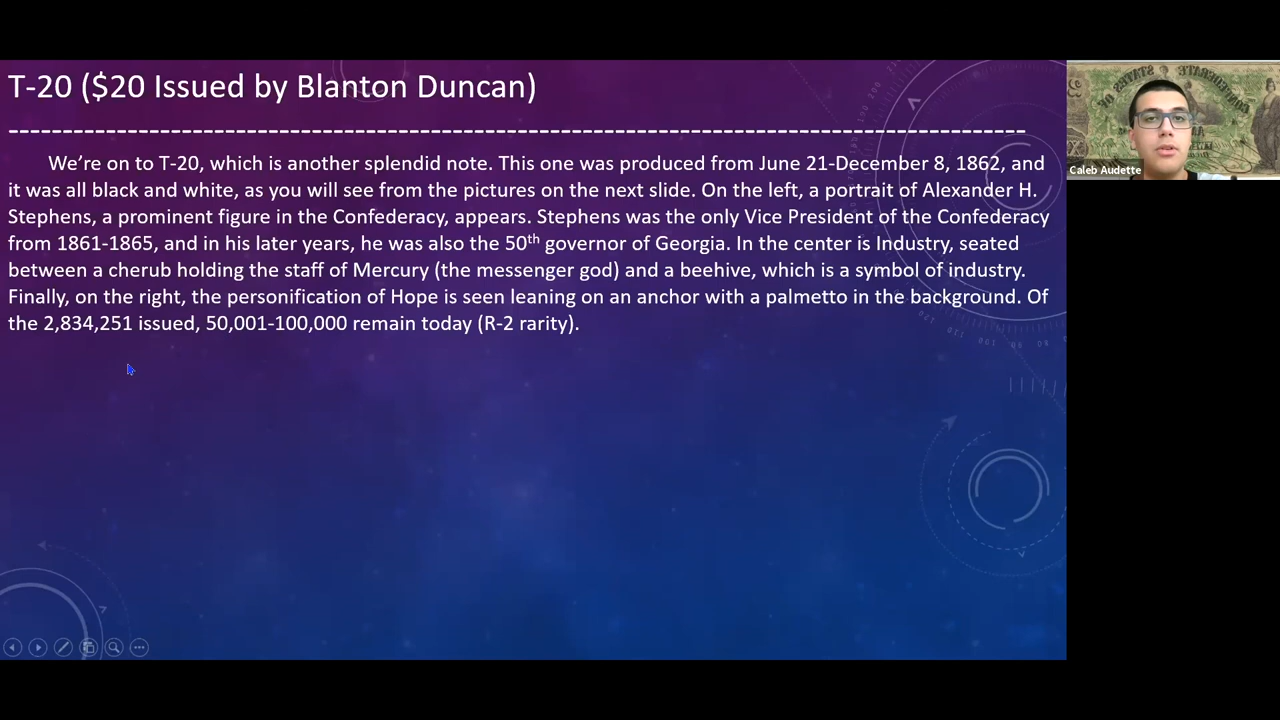 T-20 ($20 Issued by Blanton Duncan)
------------------------------------------------------------------------------------------------
We're on to T-20, which is another splendid note. This one was produced from June 21-December 8, 1862, and
it was all black and white, as you will see from the pictures on the next slide. On the left, a portrait of Alexander H.
Stephens, a prominent figure in the Confederacy, appears. Stephens was the only Vice President of the Confederacy
from 1861-1865, and in his later years, he was also the 50th governor of Georgia. In the center is Industry, seated
between a cherub holding the staff of Mercury (the messenger god) and a beehive, which is a symbol of industry.
Finally, on the right, the personification of Hope is seen leaning on an anchor with a palmetto in the background. Of
the 2,834,251 issued, 50,001-100,000 remain today (R-2 rarity).
Caleb Audette